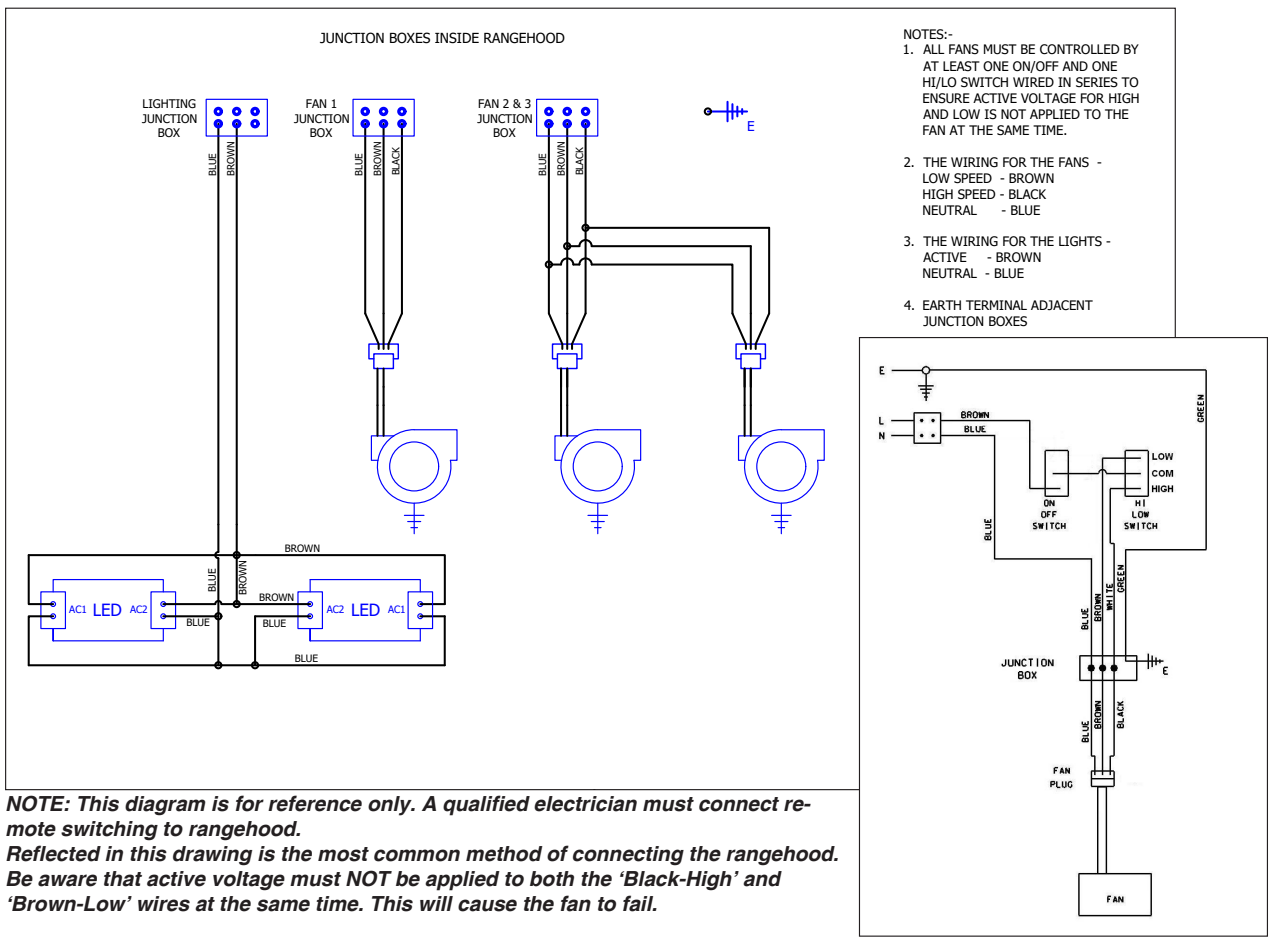 JUNCTION BOXES INSIDE RANGEHOOD
LIGHTING
JUNCTION
BOX
FAN 1
JUNCTION
BOX
FAN 2 & 3
JUNCTION
BOX
E
BLUE
BROWN
BLUE
BROWN
BLACK
BLUE
BROWN
BLACK
BROWN
BLUE
BROWN
AC1 LED AC2
BROWN
BLUE
BLUE
AC2 LED AC1
BLUE
NOTES:-
1. ALL FANS MUST BE CONTROLLED BY
AT LEAST ONE ON/OFF AND ONE
HI/LO SWITCH WIRED IN SERIES TO
ENSURE ACTIVE VOLTAGE FOR HIGH
AND LOW IS NOT APPLIED TO THE
FAN AT THE SAME TIME.
2. THE WIRING FOR THE FANS -
LOW SPEED - BROWN
HIGH SPEED - BLACK
NEUTRAL - BLUE
3. THE WIRING FOR THE LIGHTS -
ACTIVE - BROWN
NEUTRAL - BLUE
4. EARTH TERMINAL ADJACENT
JUNCTION BOXES
E
L
N
BROWN
BLUE
GREEN
LOW
COM
HIGH
ON
OFF
SWITCH
HI
LOW
SWITCH
BLUE
BLUE
BROWN
WHITE
GREEN
JUNCTION
BOX
E
BLUE
BROWN
BLACK
FAN
PLUG
FAN
NOTE: This diagram is for reference only. A qualified electrician must connect re-
mote switching to rangehood.
Reflected in this drawing is the most common method of connecting the rangehood.
Be aware that active voltage must NOT be applied to both the ‘Black-High’ and
‘Brown-Low’ wires at the same time. This will cause the fan to fail.